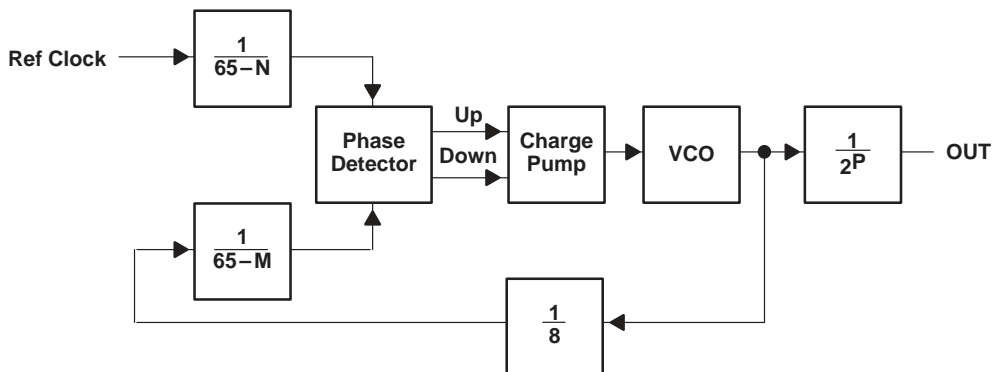 Ref Clock
1
65–N
Phase
Detector
Up
Down
Charge
Pump
VCO
1
2P
OUT
1
65–M
1
8